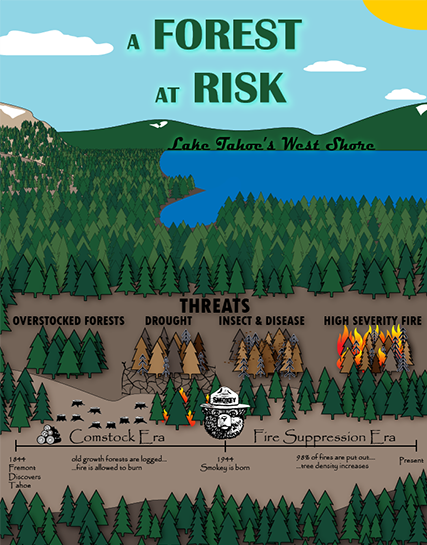 A FOREST
AT RISK
Lake Tahoe's West Shore
THREATS
OVERSTOCKED FORESTS DROUGHT INSECT & DISEASE HIGH SEVERITY FIRE
SMOKEY
Comstock Era Fire Suppression Era
1844 old growth forests are logged... 1944 98% of fires are put out.... Present
Fremont ...fire is allowed to burn Smokey is born ...tree density increases
Discovers
Tahoe